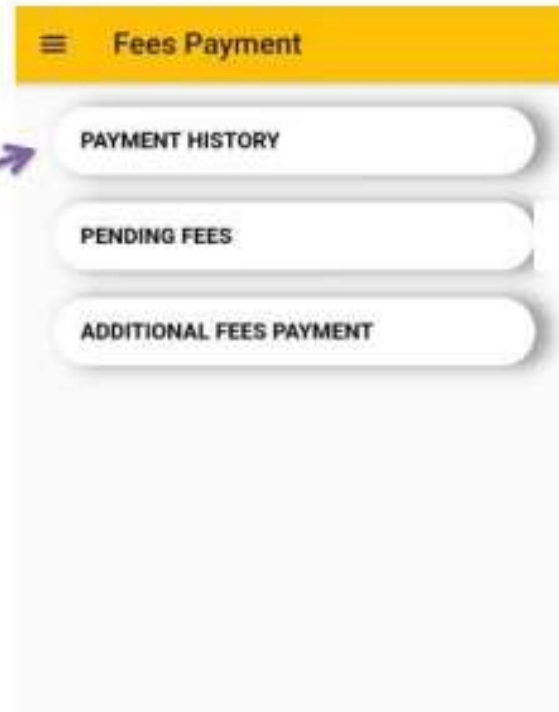 Fees Payment
PAYMENT HISTORY
PENDING FEES
ADDITIONAL FEES PAYMENT